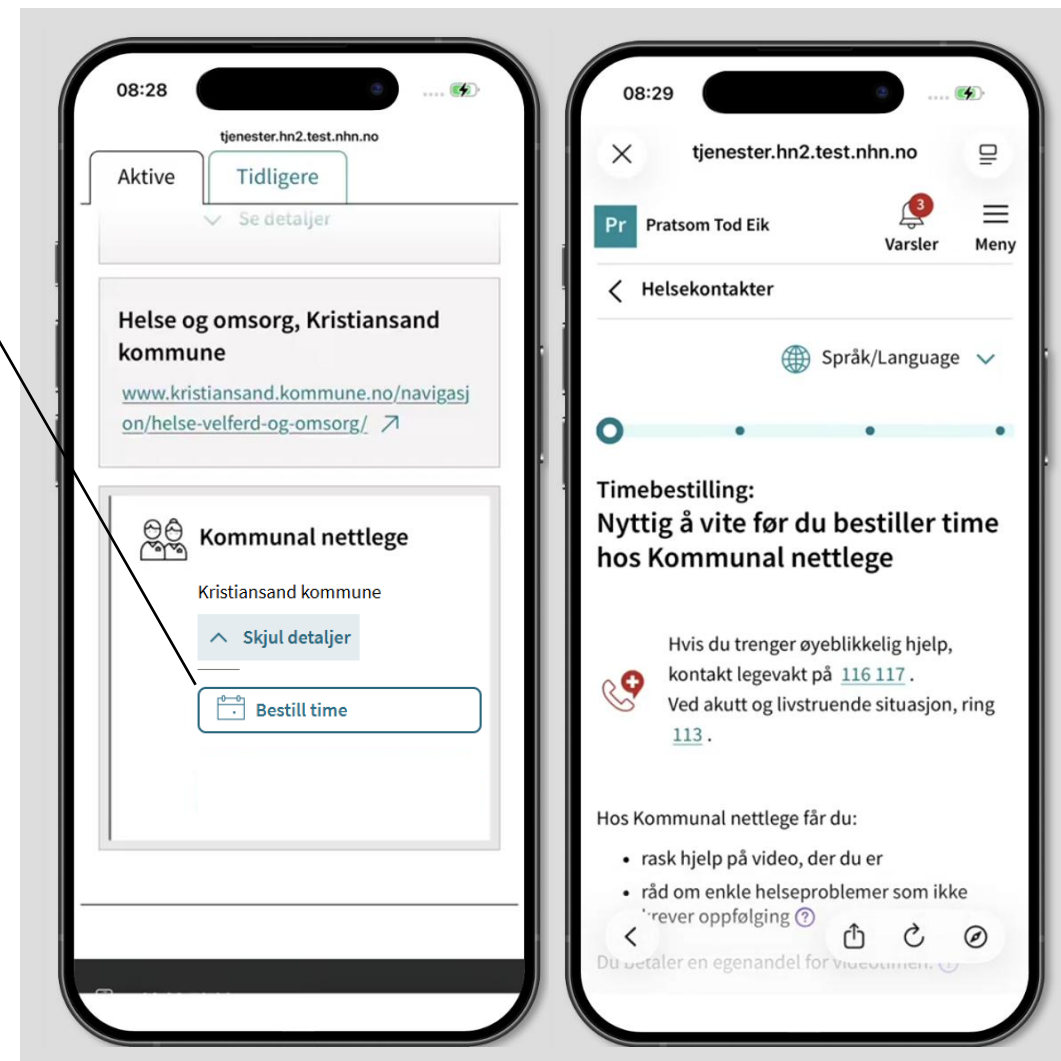 08:28
tjenester.hn2.test.nhn.no
Aktive
Tidligere
Se detaljer
Helse og omsorg, Kristiansand
kommune
www.kristiansand.kommune.no/navigasj
on/helse-velferd-og-omsorg/
Kommunal nettlege
Kristiansand kommune
Skjul detaljer
Bestill time
08:29
tjenester.hn2.test.nhn.no
Pr
Pratsom Tod Eik
3
Varsler
Meny
Helsekontakter
Språk/Language
Timebestilling:
Nyttig å vite før du bestiller time
hos Kommunal nettlege
Hvis du trenger øyeblikkelig hjelp,
kontakt legevakt på 116 117 .
Ved akutt og livstruende situasjon, ring
113 .
Hos Kommunal nettlege får du:
• rask hjelp på video, der du er
• råd om enkle helseproblemer som ikke
krever oppfølging ?
Du betaler en egenandel for videotimen.